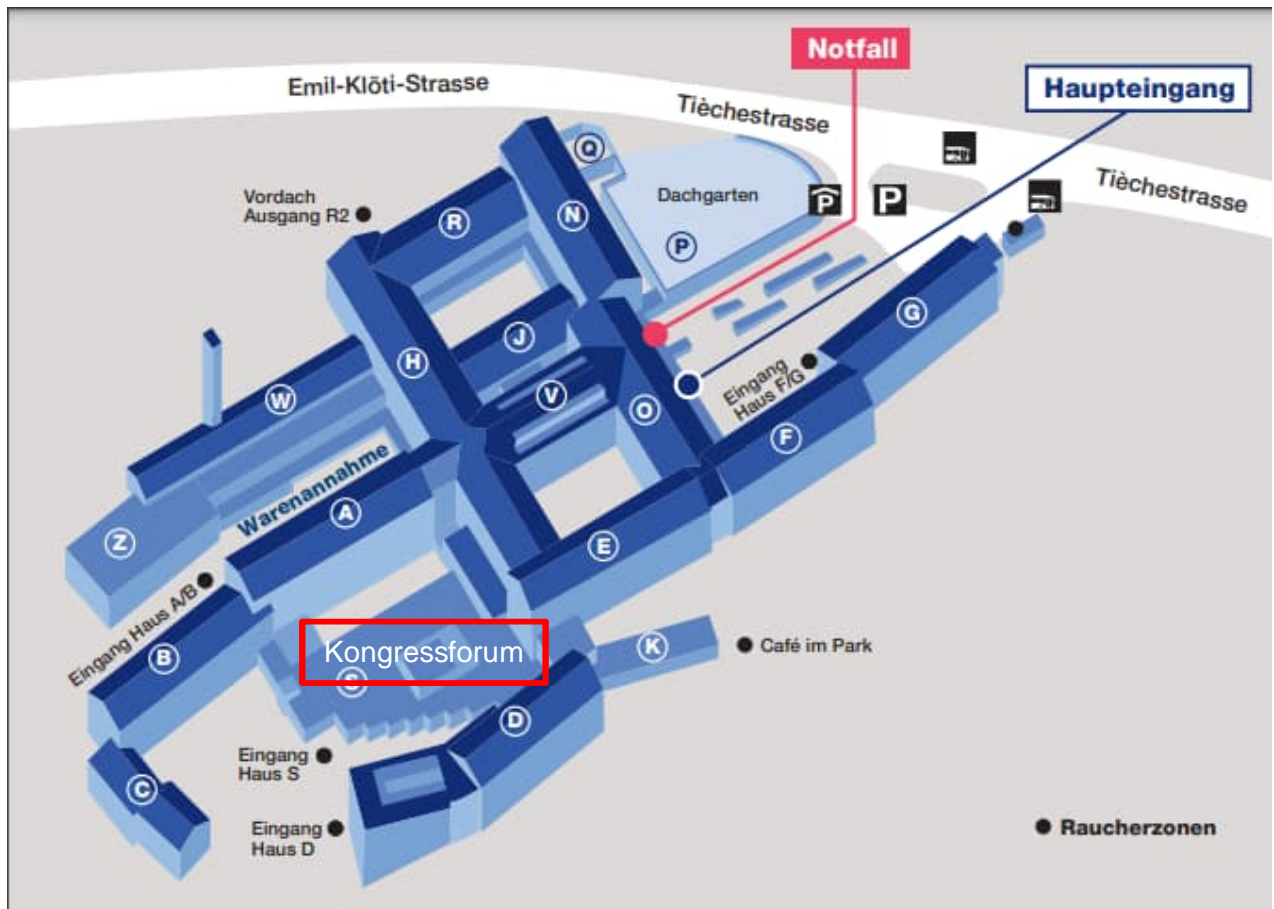 Notfall
Emil-Klöti-Strasse
Haupteingang
Tièchestrasse
Q
Tièchestrasse
Vordach
Ausgang R2
Dachgarten
P
P
R
N
P
G
J
H
V
Eingang
Haus F/G
W
O
F
Warenannahme
A
Z
E
Eingang Haus A/B
B
Kongressforum
K
Café im Park
S
D
Eingang
Haus S
C
Eingang
Haus D
Raucherzonen